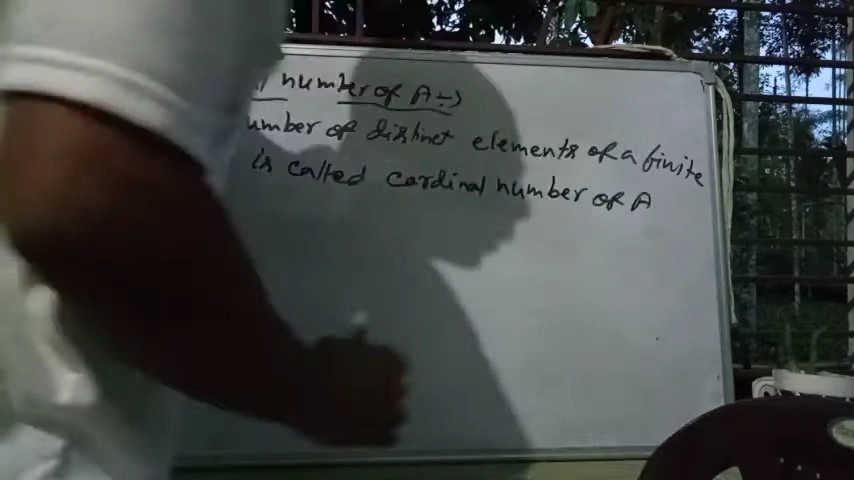 number of A :->
umber of distinct elements of a finite
is called cardinal number of A